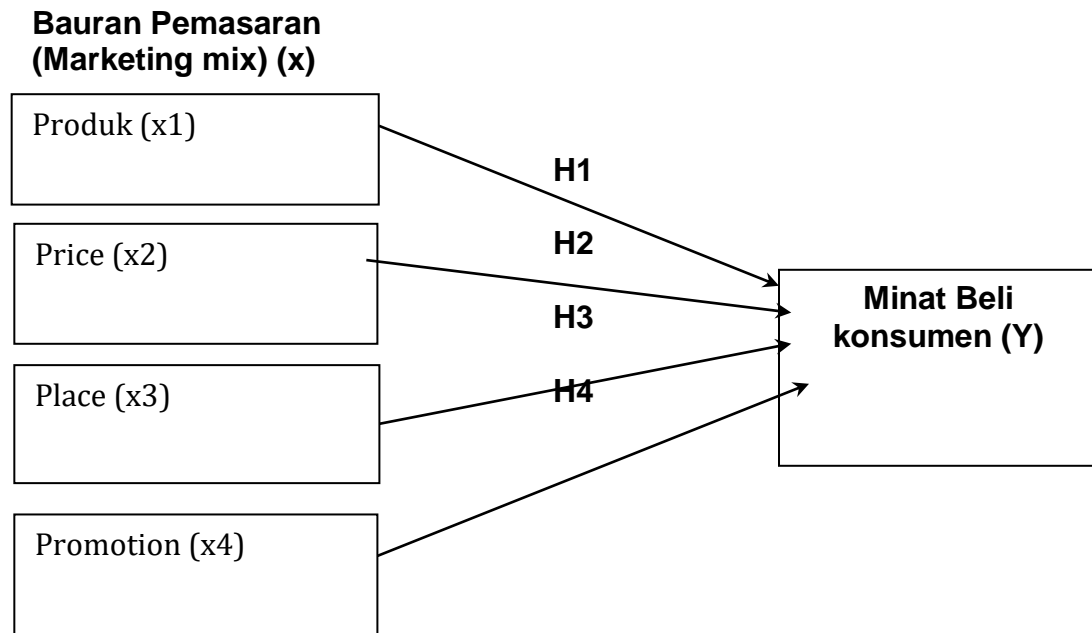 Bauran Pemasaran
(Marketing mix) (x)
Produk (x1)
H1
Price (x2)
H2
H3
Minat Beli
konsumen (Y)
Place (x3)
H4
Promotion (x4)